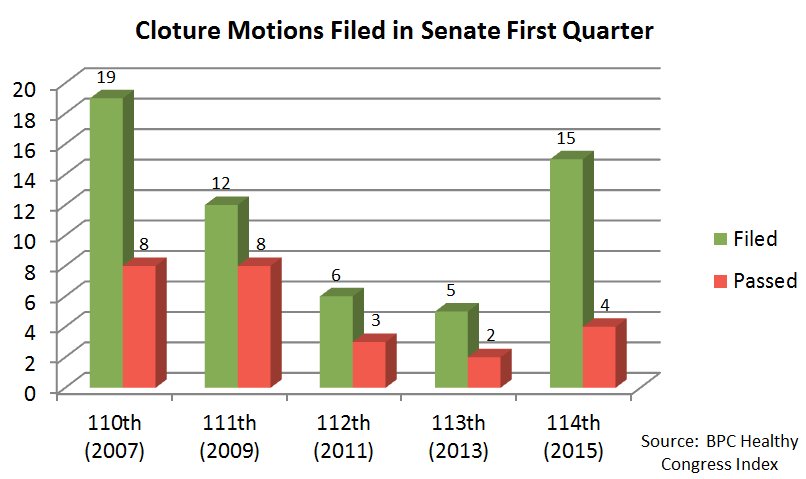 Cloture Motions Filed in Senate First Quarter
20
18
16
14
12
10
8
6
4
2
0
19
8
12
8
6
3
5
2
15
4
Filed
Passed
110th
(2007)
111th
(2009)
112th
(2011)
113th
(2013)
114th
(2015)
Source: BPC Healthy
Congress Index